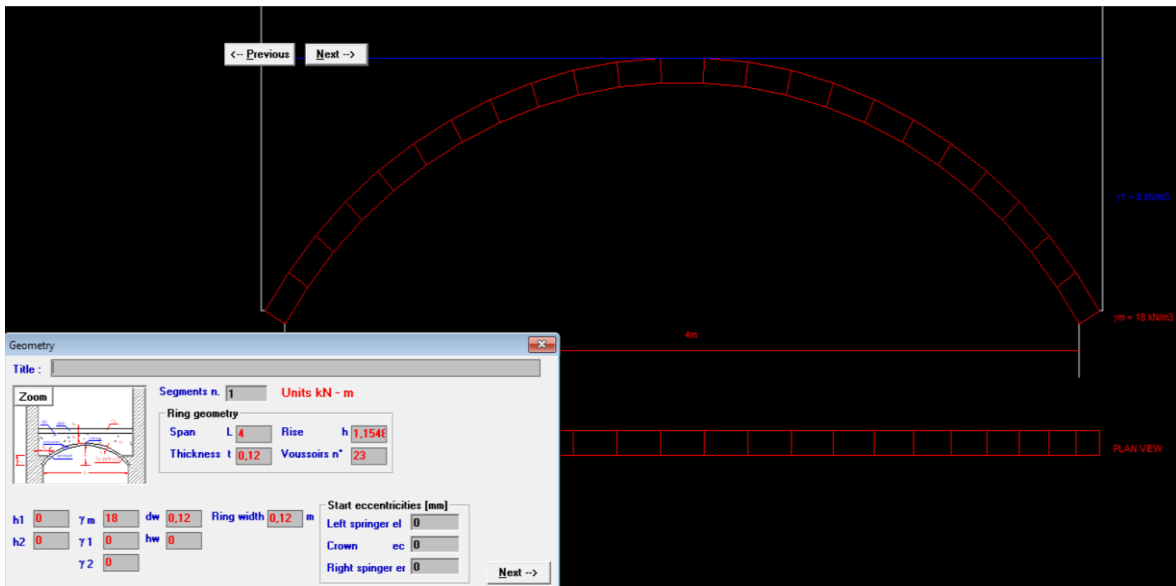 <-- Previous Next -->
γ1 = 0 kN/m3
γm = 18 kN/m3
4m
PLAN VIEW
Geometry
Title :
Zoom
Segments n. 1 Units kN - m
Ring geometry
Span L 4 Rise h 1,1548
Thickness t 0,12 Voussoirs n° 23
h1 0 γm 18 dw 0,12 Ring width 0,12 m
h2 0 γ1 0 hw 0
γ2 0
Start eccentricities [mm]
Left springer el 0
Crown ec 0
Right spinger er 0
Next -->